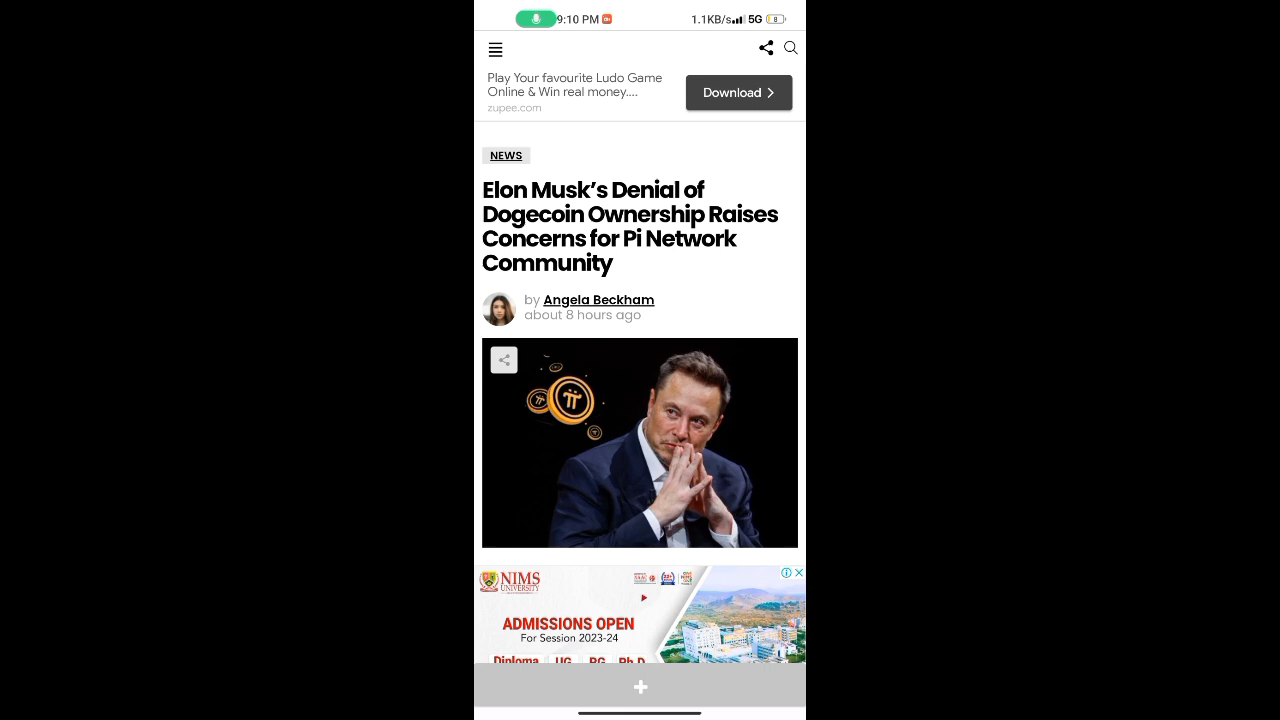 9:10 PM
1.1KB/s 5G 8
Play Your favourite Ludo Game
Online & Win real money....
zupee.com
Download
NEWS
Elon Musk’s Denial of
Dogecoin Ownership Raises
Concerns for Pi Network
Community
by Angela Beckham
about 8 hours ago
NIMS
UNIVERSITY
ADMISSIONS OPEN
For Session 2023-24
Diploma UG PG Ph.D